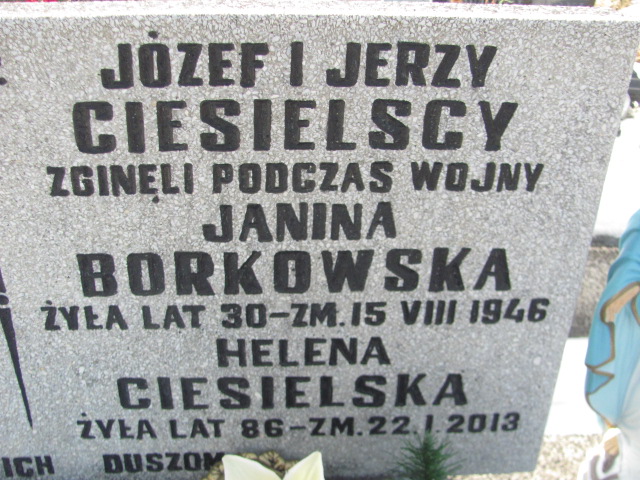 JÓZEF I JERZY
CIESIELSCY
ZGINĘLI PODCZAS WOJNY
JANINA
BORKOWSKA
ŻYŁA LAT 30-ZM. 15 VIII 1946
HELENA
CIESIELSKA
ŻYŁA LAT 86-ZM. 22.I.2013
ICH DUSZOM